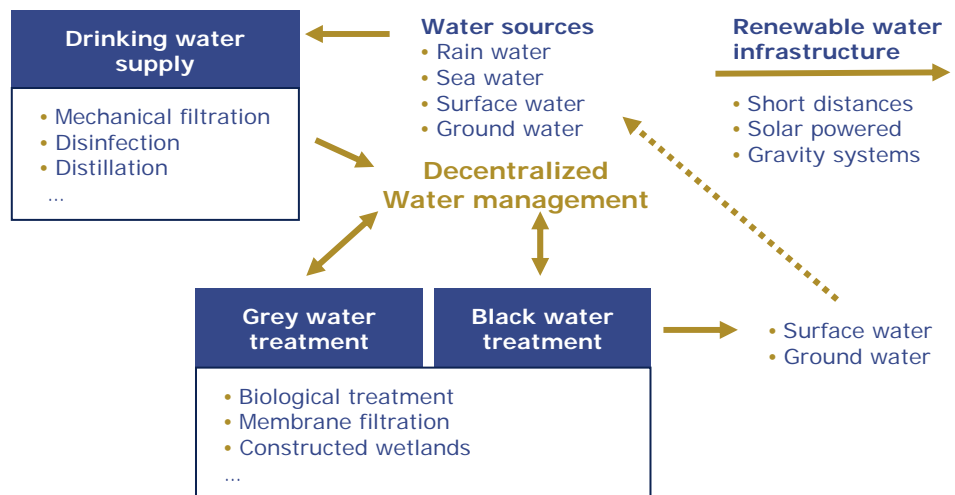 Drinking water
supply
• Mechanical filtration
• Disinfection
• Distillation
...
Water sources
• Rain water
• Sea water
• Surface water
• Ground water
Renewable water
infrastructure
• Short distances
• Solar powered
• Gravity systems
Decentralized
Water management
Grey water
treatment
Black water
treatment
• Biological treatment
• Membrane filtration
• Constructed wetlands
...
• Surface water
• Ground water